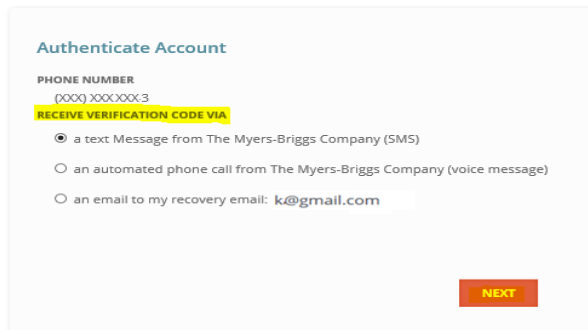 Authenticate Account
PHONE NUMBER
(XXX) XXX XXX-3
RECEIVE VERIFICATION CODE VIA
a text Message from The Myers-Briggs Company (SMS)
an automated phone call from The Myers-Briggs Company (voice message)
an email to my recovery email: k@gmail.com
NEXT